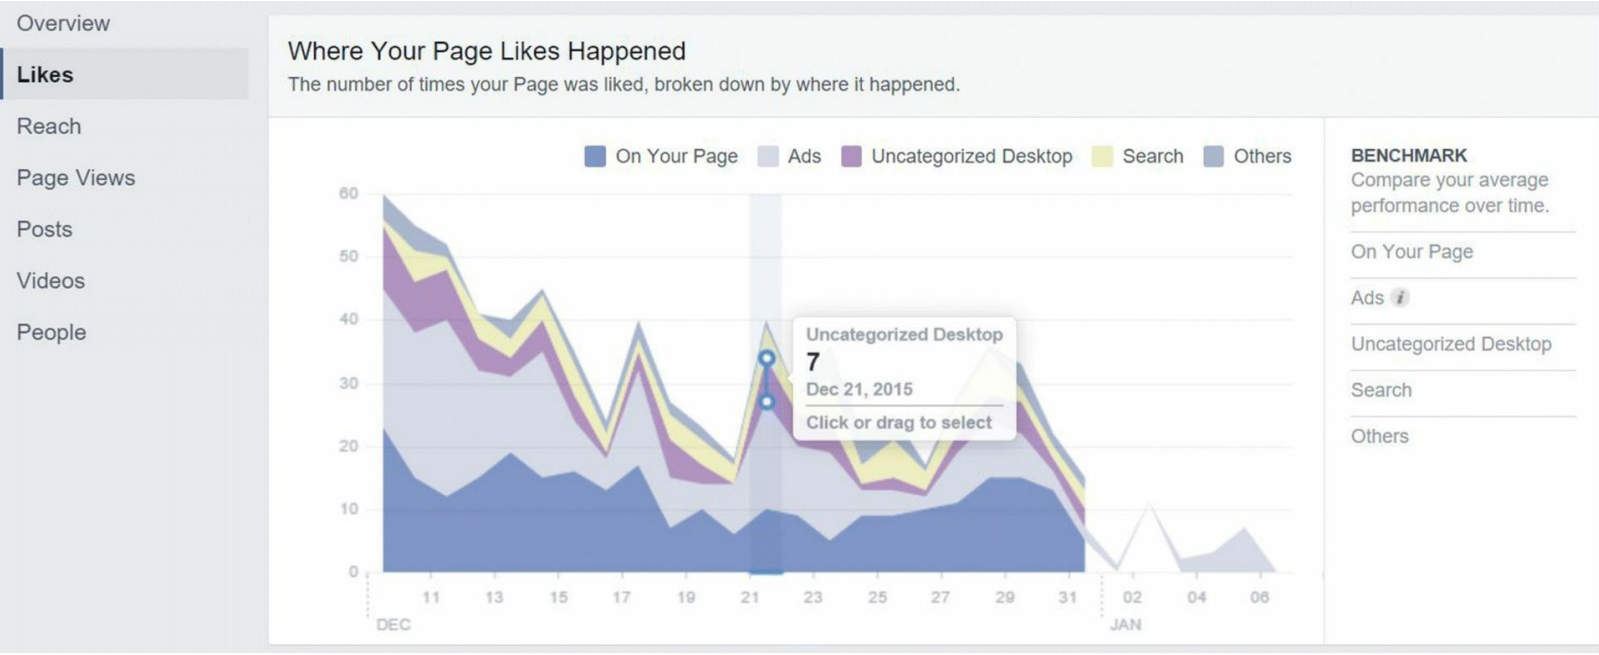 Overview
Likes
Reach
Page Views
Posts
Videos
People
Where Your Page Likes Happened
The number of times your Page was liked, broken down by where it happened.
On Your Page Ads Uncategorized Desktop Search Others
60
50
40
30
20
10
0
Uncategorized Desktop
7
Dec 21, 2015
Click or drag to select
11 13 15 17 19 21 23 25 27 29 31 02 04 06
DEC JAN
BENCHMARK
Compare your average
performance over time.
On Your Page
Ads i
Uncategorized Desktop
Search
Others